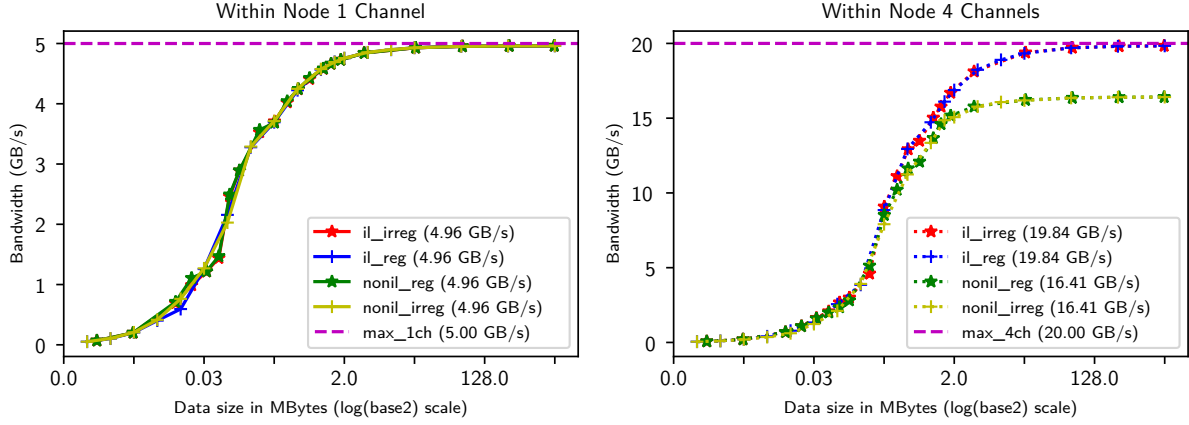 Within Node 1 Channel
Bandwidth (GB/s)
5
4
3
2
1
0
il_irreg (4.96 GB/s)
il_reg (4.96 GB/s)
nonil_reg (4.96 GB/s)
nonil_irreg (4.96 GB/s)
max_1ch (5.00 GB/s)
0.0
0.03
2.0
128.0
Data size in MBytes (log(base2) scale)
Within Node 4 Channels
Bandwidth (GB/s)
20
15
10
5
0
il_irreg (19.84 GB/s)
il_reg (19.84 GB/s)
nonil_reg (16.41 GB/s)
nonil_irreg (16.41 GB/s)
max_4ch (20.00 GB/s)
0.0
0.03
2.0
128.0
Data size in MBytes (log(base2) scale)